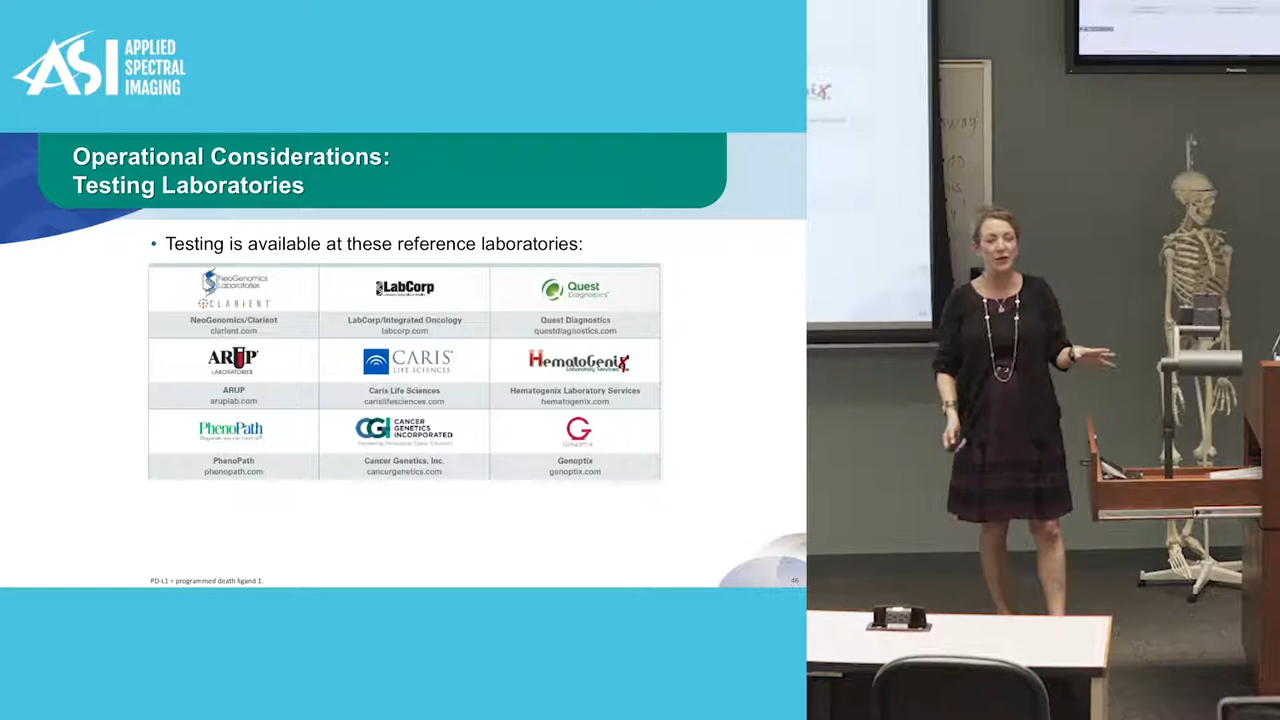 ASI APPLIED
SPECTRAL
IMAGING
Operational Considerations:
Testing Laboratories
• Testing is available at these reference laboratories:
NeoGenomics
Laboratories
CLARIENT
LabCorp
Quest
Diagnostics
NeoGenomics/Clarient
clarient.com
LabCorp/Integrated Oncology
labcorp.com
Quest Diagnostics
questdiagnostics.com
ARUP
LABORATORIES
CARIS
LIFE SCIENCES
HematoGeniX
Laboratory Services
ARUP
aruplab.com
Caris Life Sciences
carislifesciences.com
Hematogenix Laboratory Services
hematogenix.com
PhenoPath
CGI CANCER
GENETICS
INCORPORATED
GENOPTIX
PhenoPath
phenopath.com
Cancer Genetics, Inc.
cancergenetics.com
Genoptix
genoptix.com
PD-L1 = programmed death ligand 1.
46
Panasonic